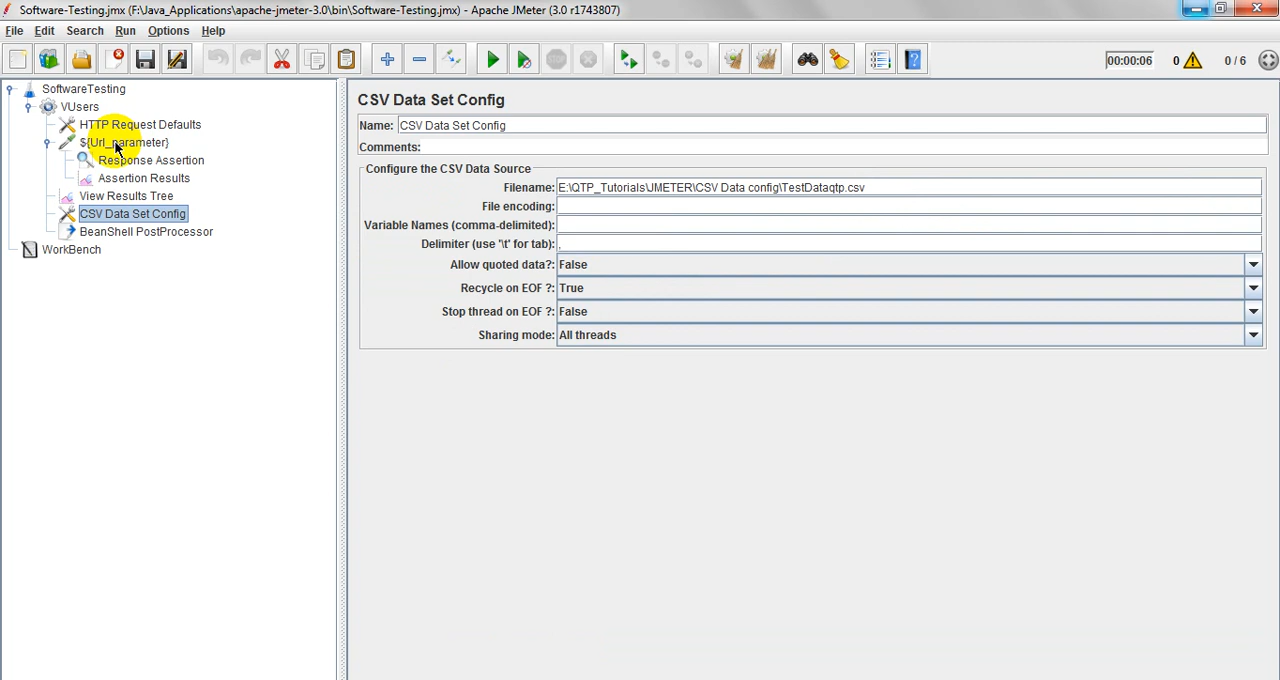 Software-Testing.jmx (F:\Java_Applications\apache-jmeter-3.0\bin\Software-Testing.jmx) - Apache JMeter (3.0 r1743807)
File Edit Search Run Options Help
00:00:06 0 0 / 6
SoftwareTesting
VUsers
HTTP Request Defaults
${Url_parameter}
Response Assertion
Assertion Results
View Results Tree
CSV Data Set Config
BeanShell PostProcessor
WorkBench
CSV Data Set Config
Name: CSV Data Set Config
Comments:
Configure the CSV Data Source
Filename: E:\QTP_Tutorials\JMETER\CSV Data config\TestDataqtp.csv
File encoding:
Variable Names (comma-delimited):
Delimiter (use '\t' for tab): ,
Allow quoted data?: False
Recycle on EOF ?: True
Stop thread on EOF ?: False
Sharing mode: All threads